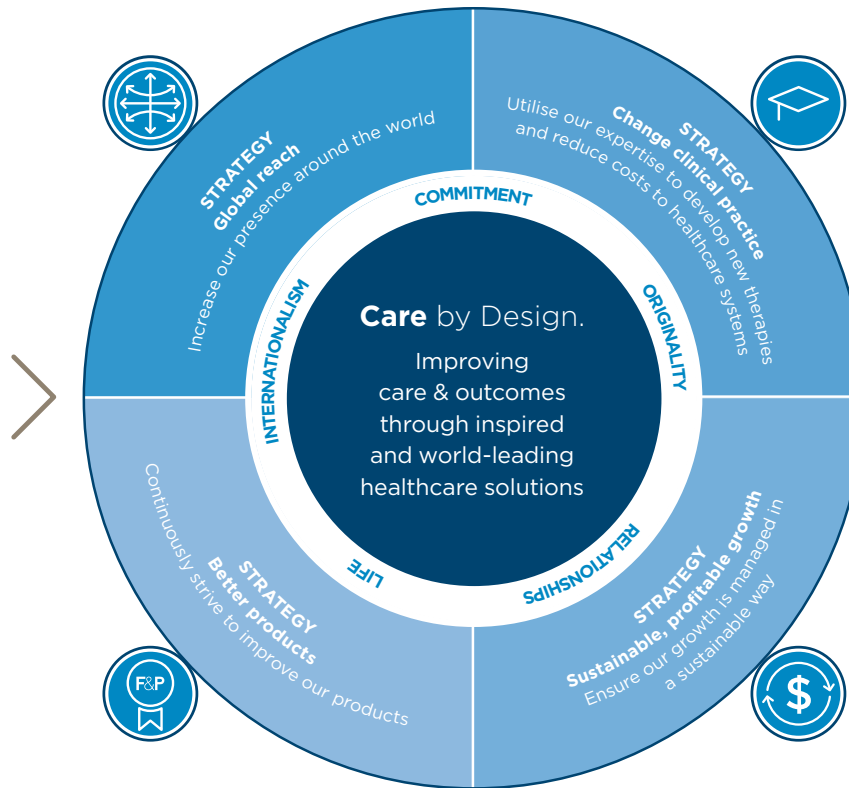 STRATEGY
Global reach
Increase our presence around the world
STRATEGY
Change clinical practice
Utilise our expertise to develop new therapies
and reduce costs to healthcare systems
COMMITMENT
ORIGINALITY
RELATIONSHIPS
LIFE
INTERNATIONALISM
Care by Design.
Improving
care & outcomes
through inspired
and world-leading
healthcare solutions
STRATEGY
Better products
Continuously strive to improve our products
F&P
STRATEGY
Sustainable, profitable growth
Ensure our growth is managed in
a sustainable way
$